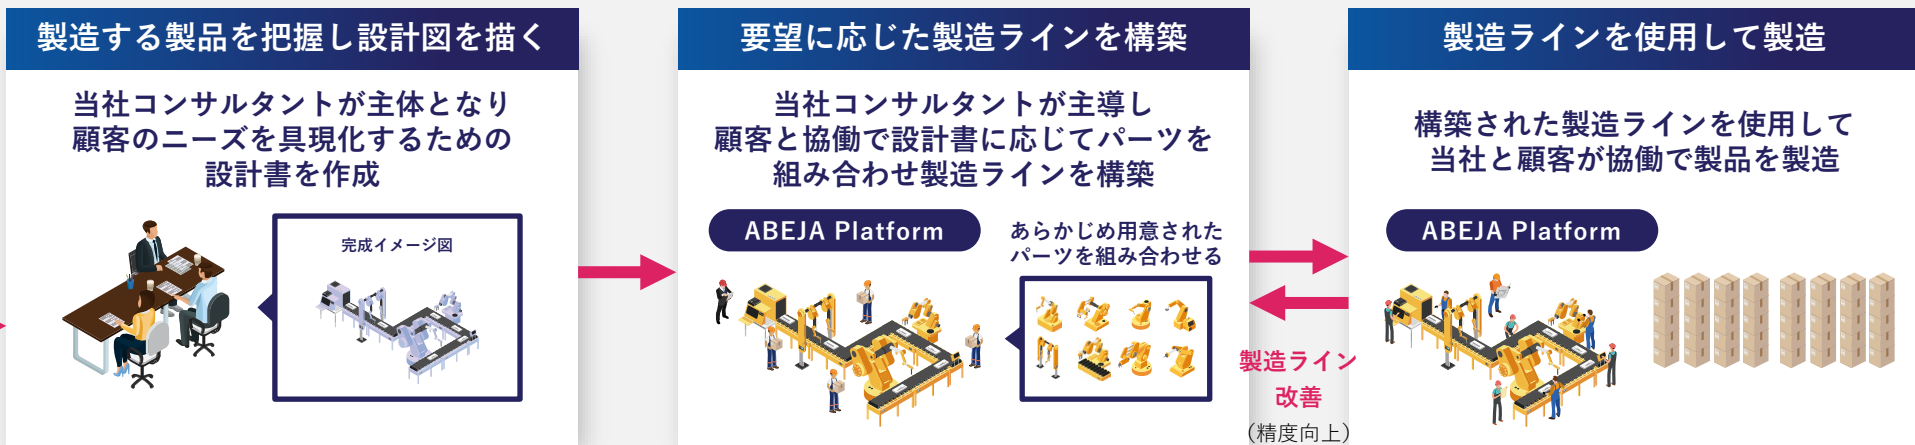 製造する製品を把握し設計図を描く
当社コンサルタントが主体となり
顧客のニーズを具現化するための
設計書を作成
完成イメージ図
要望に応じた製造ラインを構築
当社コンサルタントが主導し
顧客と協働で設計書に応じてパーツを
組み合わせ製造ラインを構築
ABEJA Platform
あらかじめ用意された
パーツを組み合わせる
製造ライン
改善
（精度向上）
製造ラインを使用して製造
構築された製造ラインを使用して
当社と顧客が協働で製品を製造
ABEJA Platform